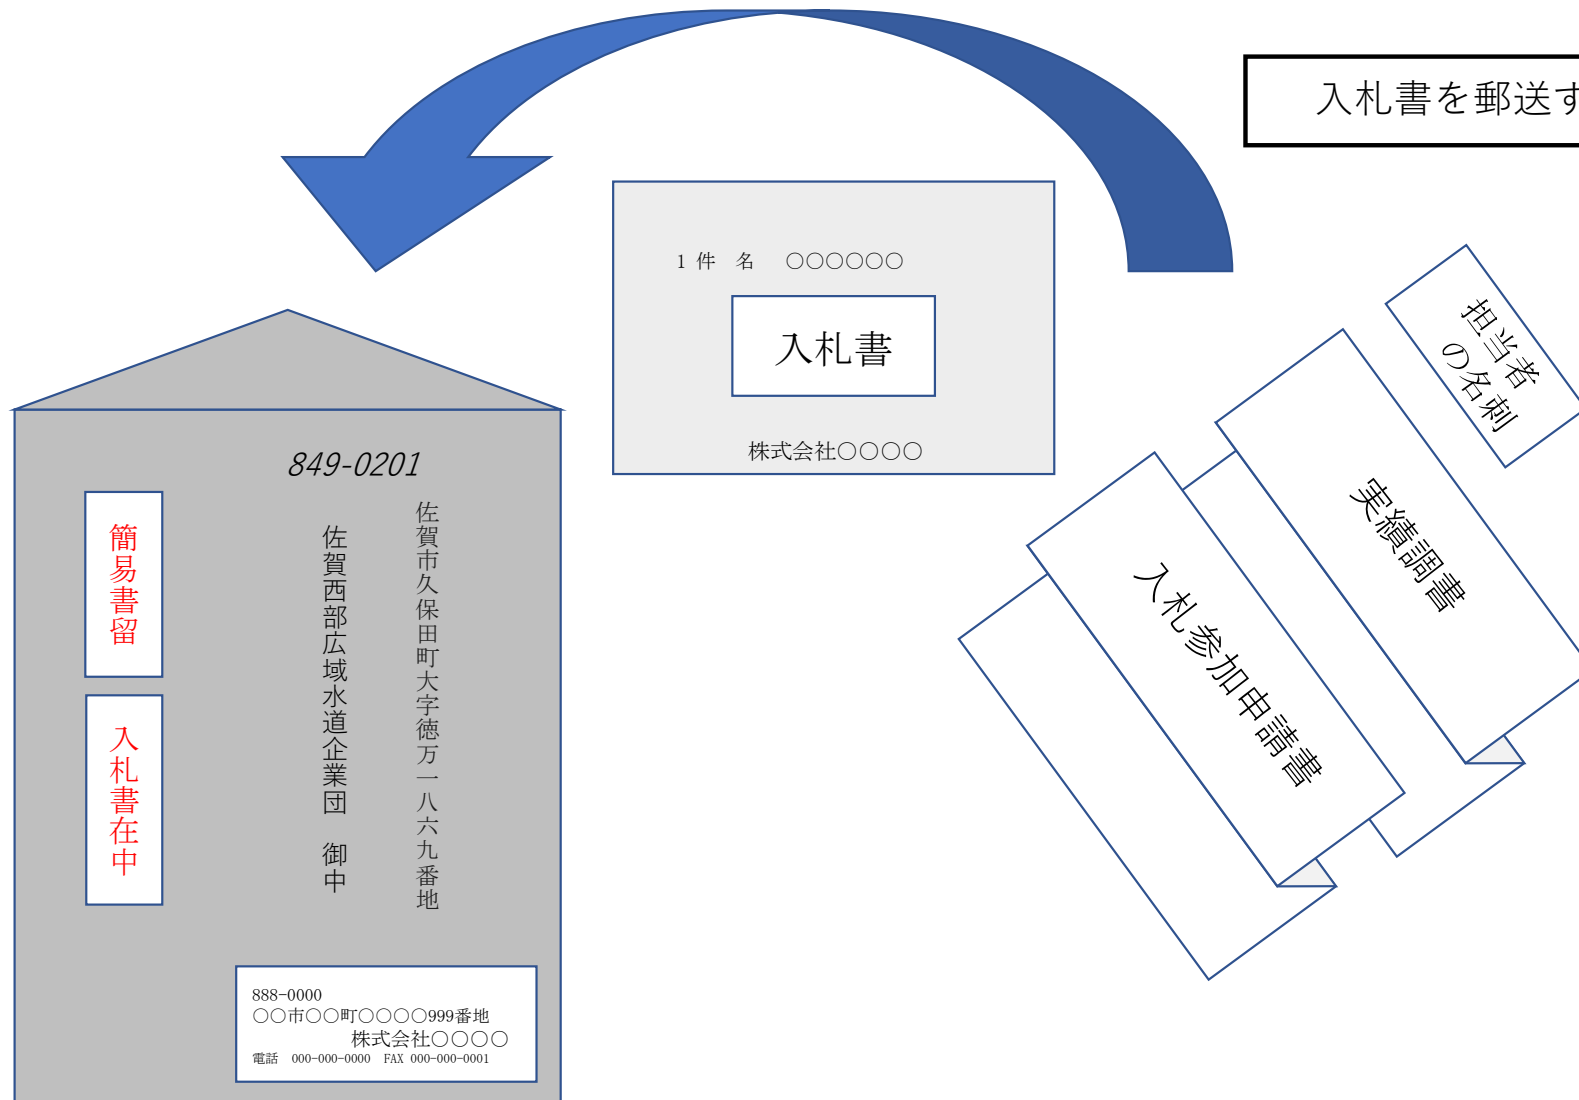 入札書を郵送す
1 件　名　　○○○○○○
入札書
株式会社○○○○
担当者
の名刺
実績調書
入札参加申請書
849-0201
佐賀市久保田町大字徳万一八六九番地
佐賀西部広域水道企業団　御中
簡易書留
入札書在中
888-0000
○○市○○町○○○○999番地
株式会社○○○○
電話　000-000-0000　FAX 000-000-0001